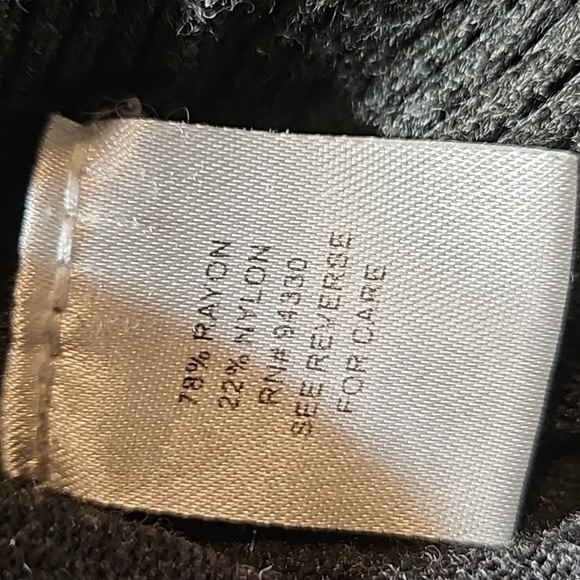 78% RAYON
22% NYLON
RN# 94330
SEE REVERSE
FOR CARE